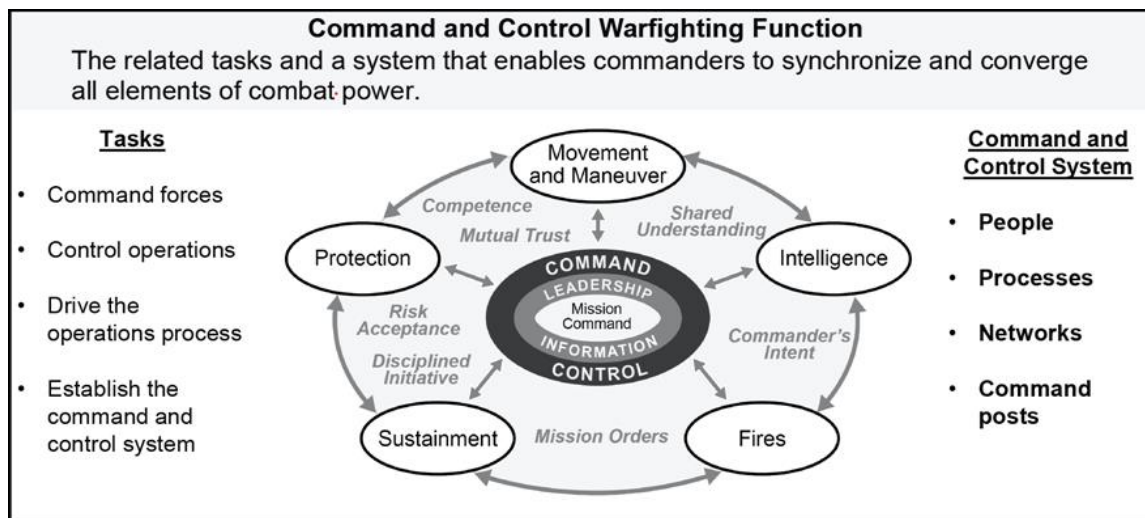 Command and Control Warfighting Function
The related tasks and a system that enables commanders to synchronize and converge
all elements of combat power.
Tasks
• Command forces
• Control operations
• Drive the
operations process
• Establish the
command and
control system
Movement
and Maneuver
Competence
Mutual Trust
Shared
Understanding
Protection
Intelligence
COMMAND
LEADERSHIP
Mission
Command
INFORMATION
CONTROL
Risk
Acceptance
Disciplined
Initiative
Commander's
Intent
Sustainment
Mission Orders
Fires
Command and
Control System
• People
• Processes
• Networks
• Command
posts